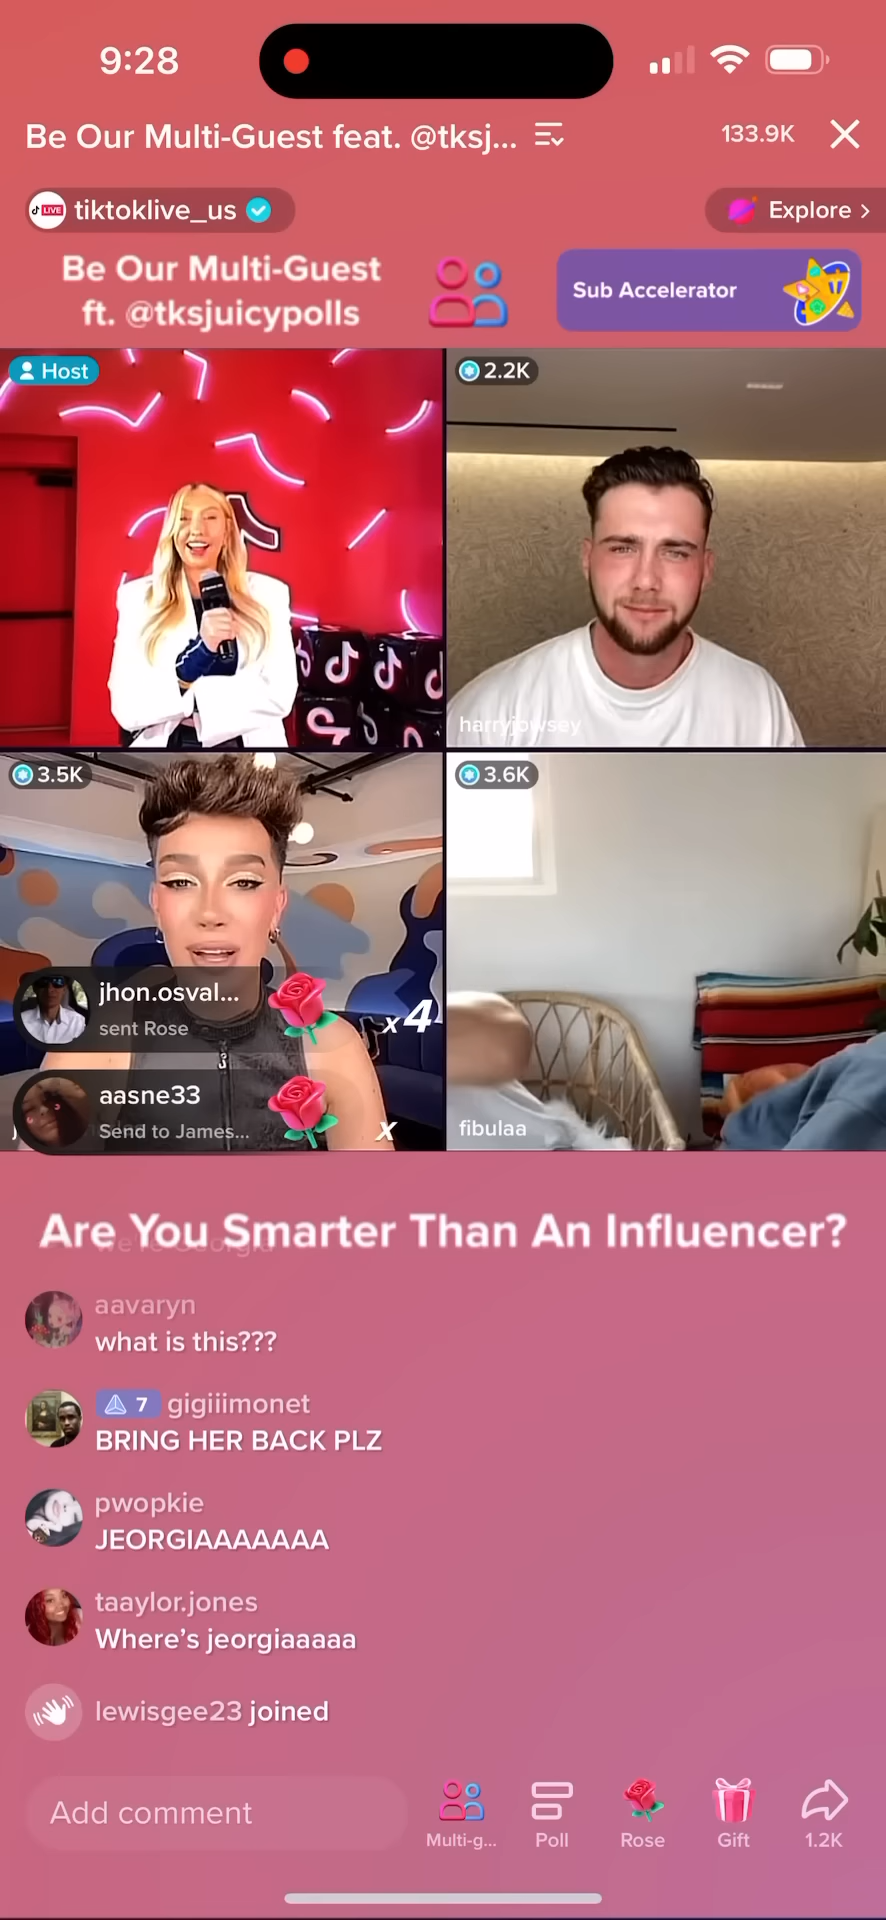 9:28
Be Our Multi-Guest feat. @tksj...
133.9K
LIVE
tiktoklive_us
Explore >
Be Our Multi-Guest
ft. @tksjuicypolls
Sub Accelerator
Host
2.2K
harryjowsey
3.5K
3.6K
jhon.osval...
sent Rose
x4
aasne33
Send to James...
x
fibulaa
Are You Smarter Than An Influencer?
aavaryn
what is this???
7 gigiiimonet
BRING HER BACK PLZ
pwopkie
JEORGIAAAAAAA
taaylor.jones
Where's jeorgiaaaaa
lewisgee23 joined
Add comment
Multi-g...
Poll
Rose
Gift
1.2K